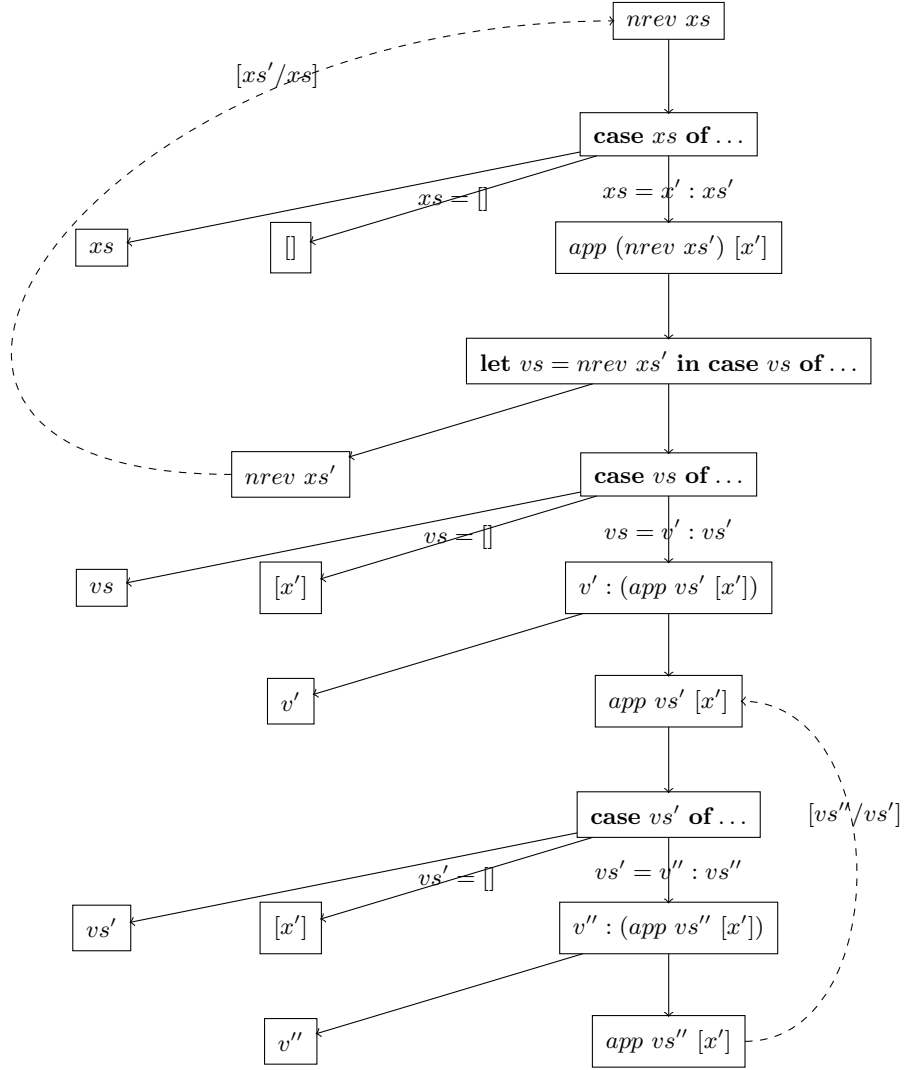 nrev xs
[xs′/xs]
case xs of …
xs = []
xs = x′ : xs′
xs
[]
app (nrev xs′) [x′]
let vs = nrev xs′ in case vs of …
nrev xs′
case vs of …
vs = []
vs = v′ : vs′
vs
[x′]
v′ : (app vs′ [x′])
v′
app vs′ [x′]
case vs′ of …
[vs′′/vs′]
vs′ = []
vs′ = v′′ : vs′′
vs′
[x′]
v′′ : (app vs′′ [x′])
v′′
app vs′′ [x′]